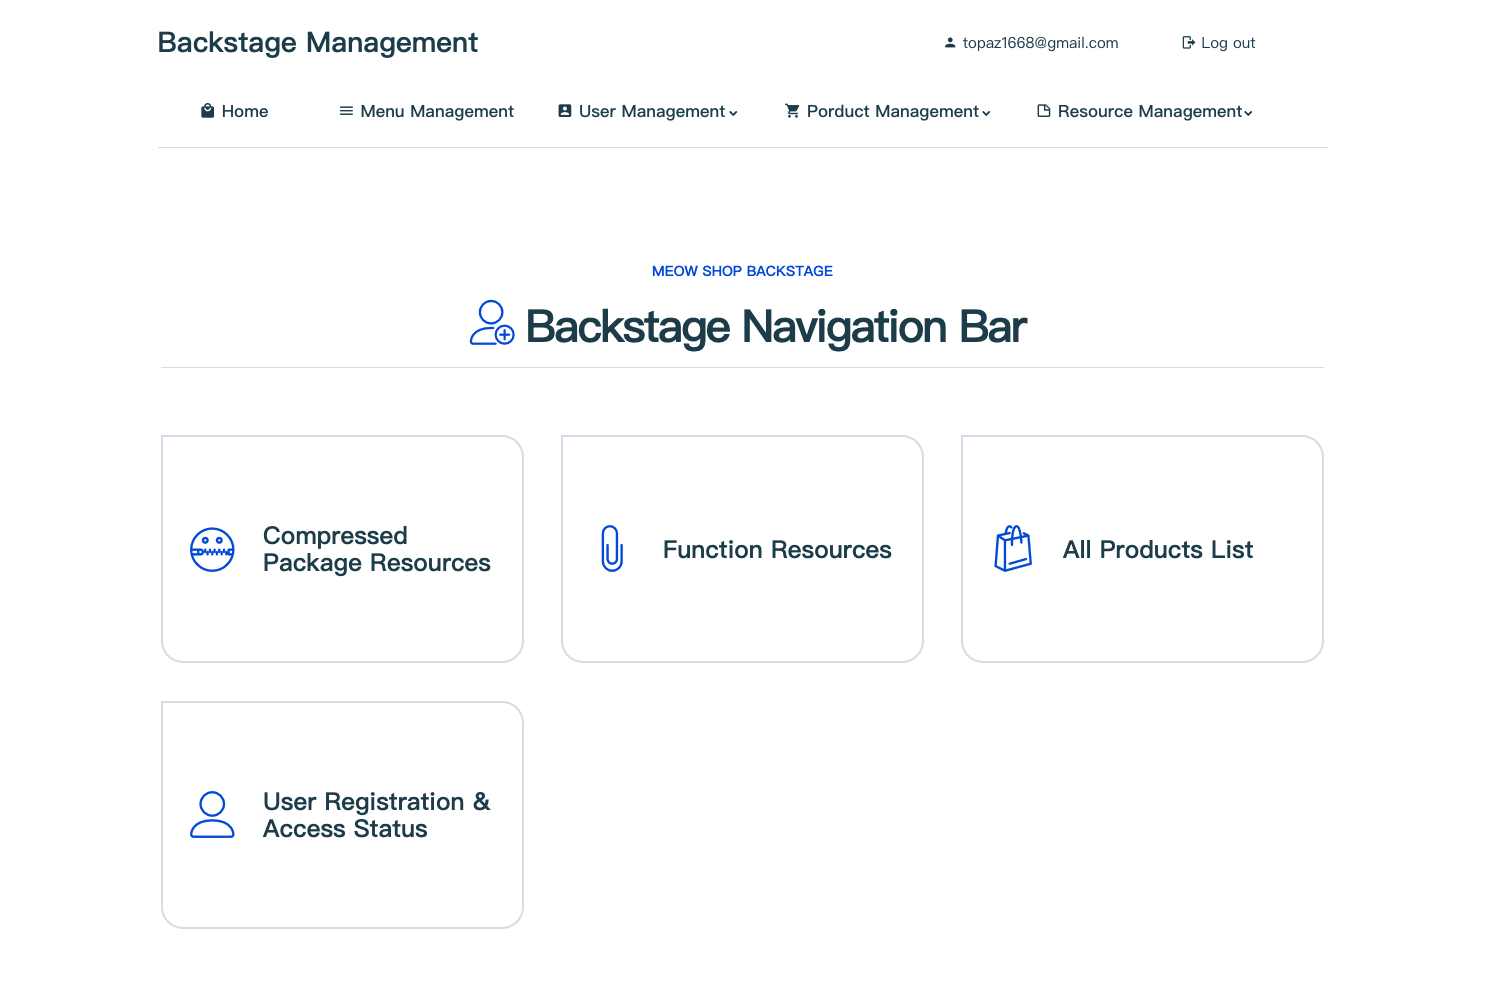 Backstage Management
topaz1668@gmail.com
Log out
Home
Menu Management
User Management
Porduct Management
Resource Management
MEOW SHOP BACKSTAGE
Backstage Navigation Bar
Compressed
Package Resources
Function Resources
All Products List
User Registration &
Access Status